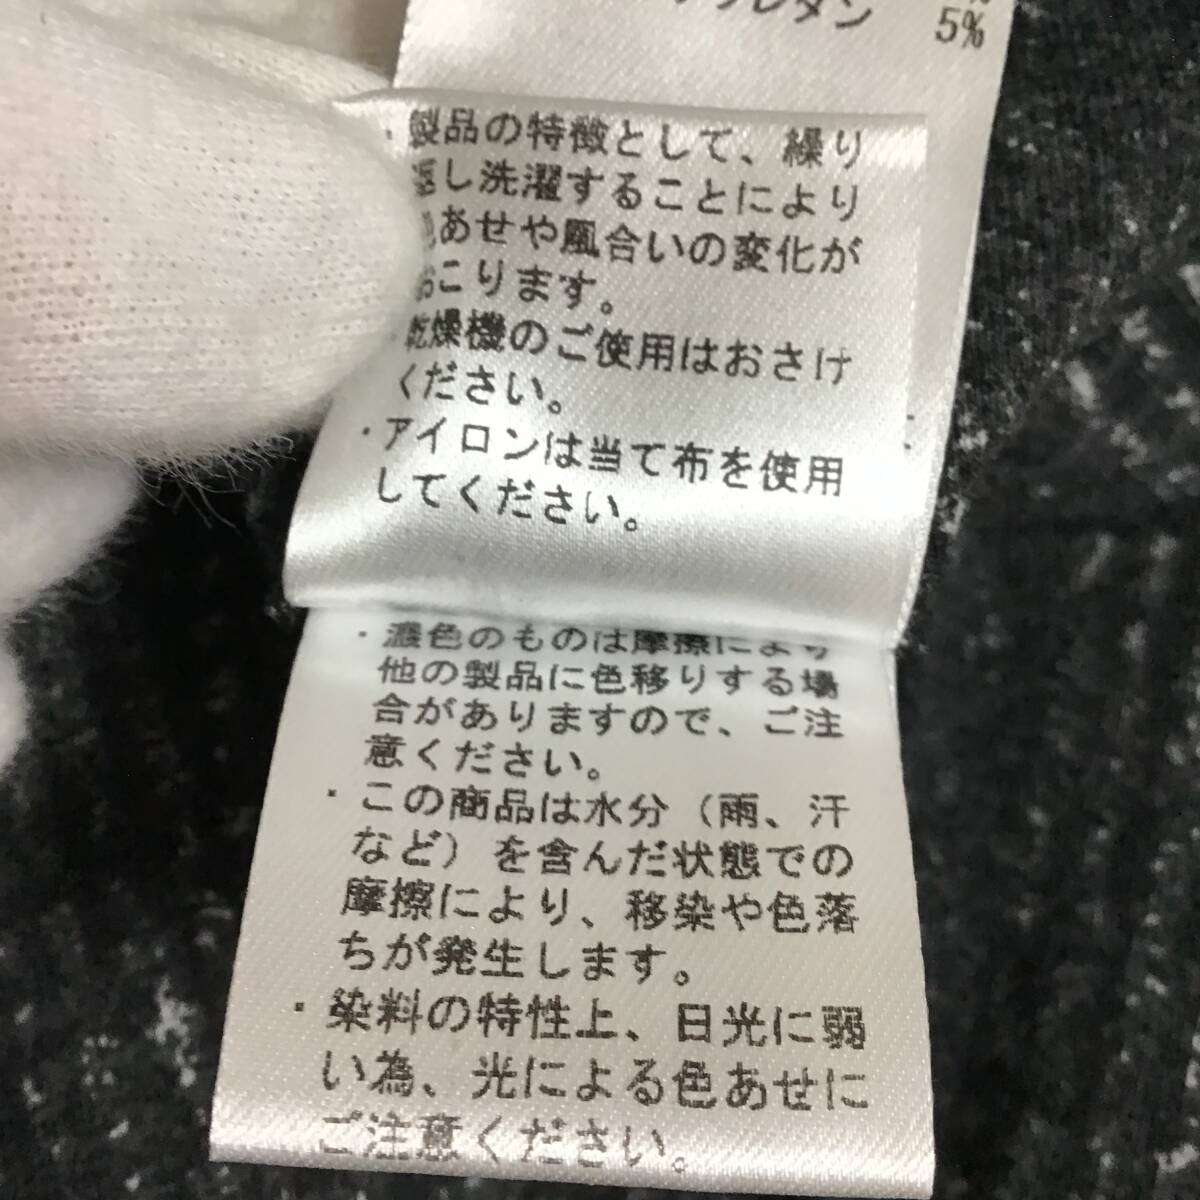 5%
・製品の特徴として、繰り
返し洗濯することにより
色あせや風合いの変化が
おこります。
乾燥機のご使用はおさけ
ください。
・アイロンは当て布を使用
してください。
・濃色のものは摩擦により
他の製品に色移りする場
合がありますので、ご注
意ください。
・この商品は水分（雨、汗
など）を含んだ状態での
摩擦により、移染や色落
ちが発生します。
・染料の特性上、日光に弱
い為、光による色あせに
ご注意ください。